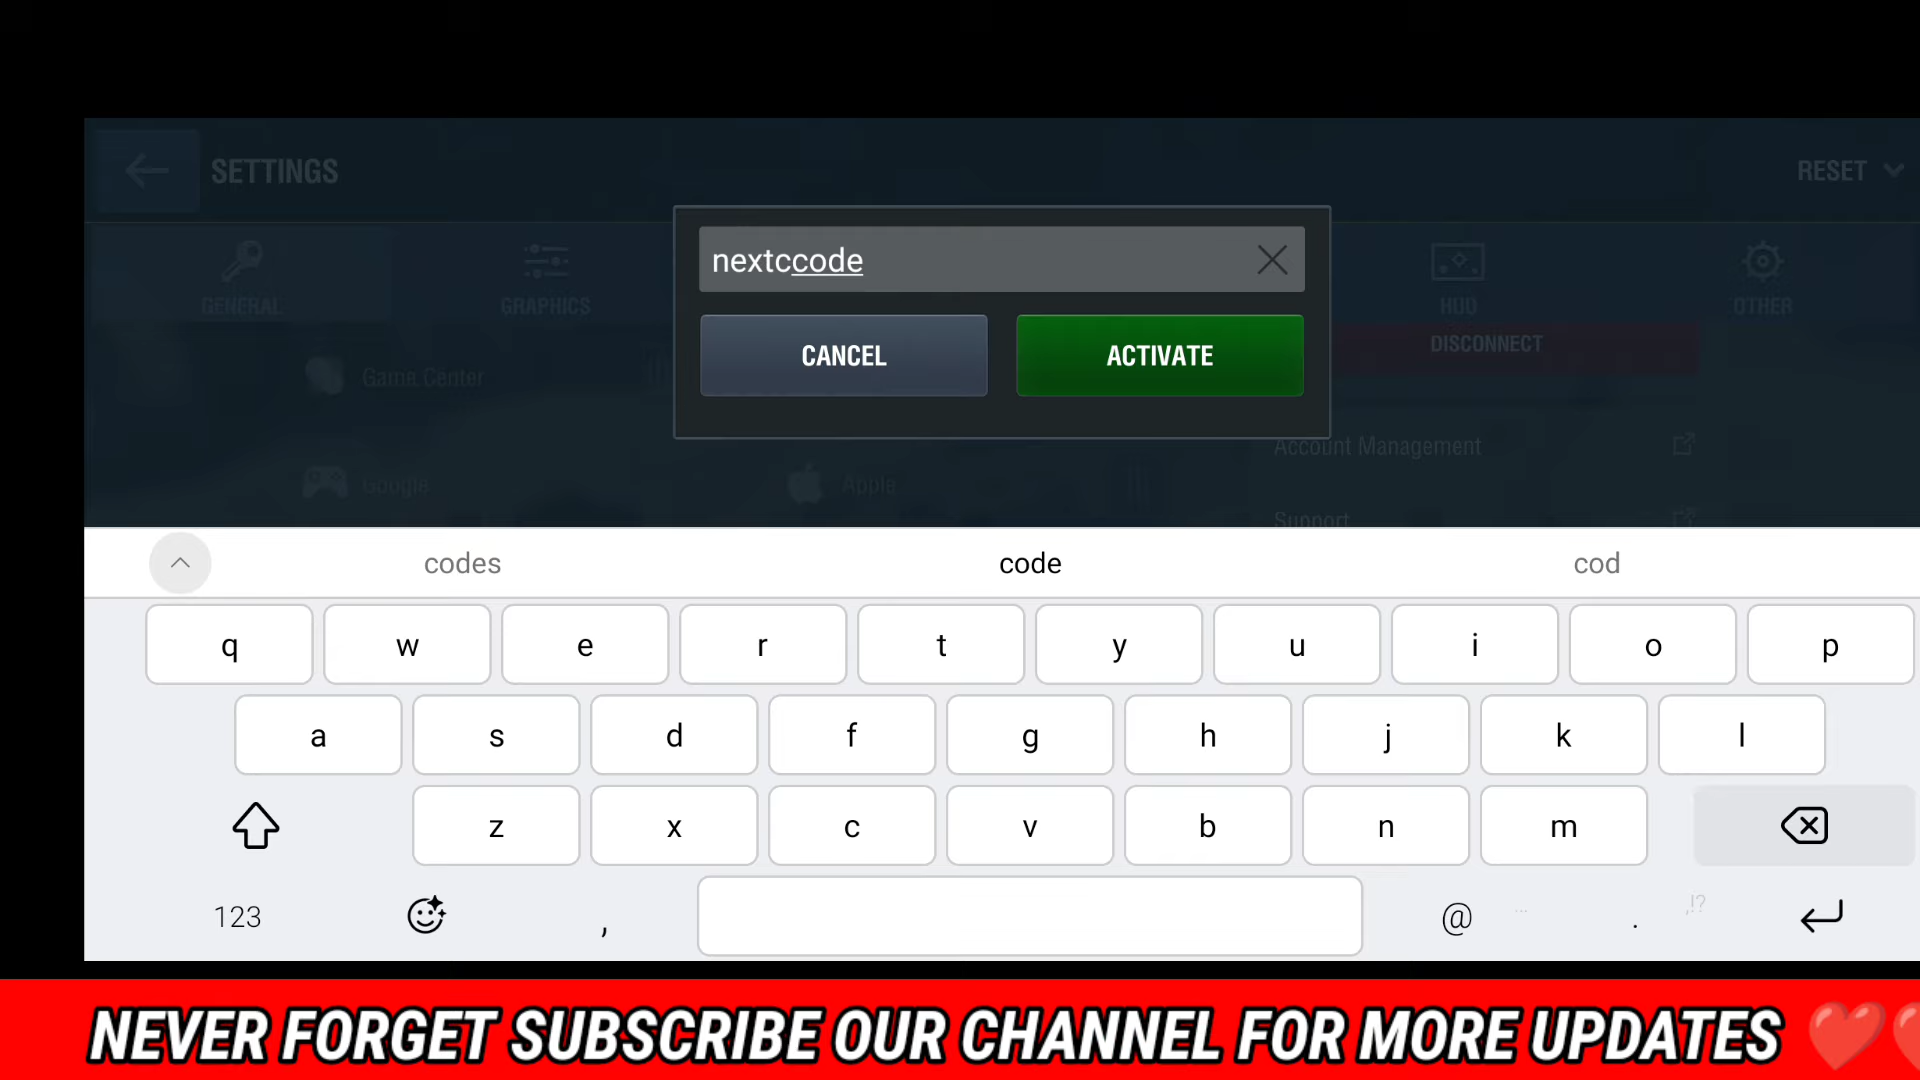 SETTINGS
RESET
nextccode
CANCEL
ACTIVATE
GENERAL
GRAPHICS
HUD
OTHER
DISCONNECT
Game Center
Account Management
Google
Apple
Support
codes
code
cod
q w e r t y u i o p
a s d f g h j k l
z x c v b n m
123 , @ ... . ,!?
NEVER FORGET SUBSCRIBE OUR CHANNEL FOR MORE UPDATES ❤️